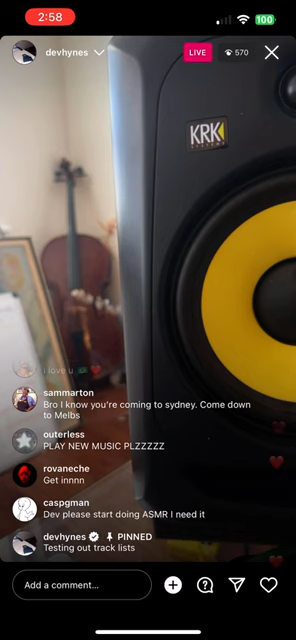 2:58
100
devhynes
LIVE
570
KRK
SYSTEMS
I love u
sammarton
Bro I know you're coming to sydney. Come down
to Melbs
outerless
PLAY NEW MUSIC PLZZZZZ
rovaneche
Get innnn
caspgman
Dev please start doing ASMR I need it
devhynes PINNED
Testing out track lists
Add a comment...